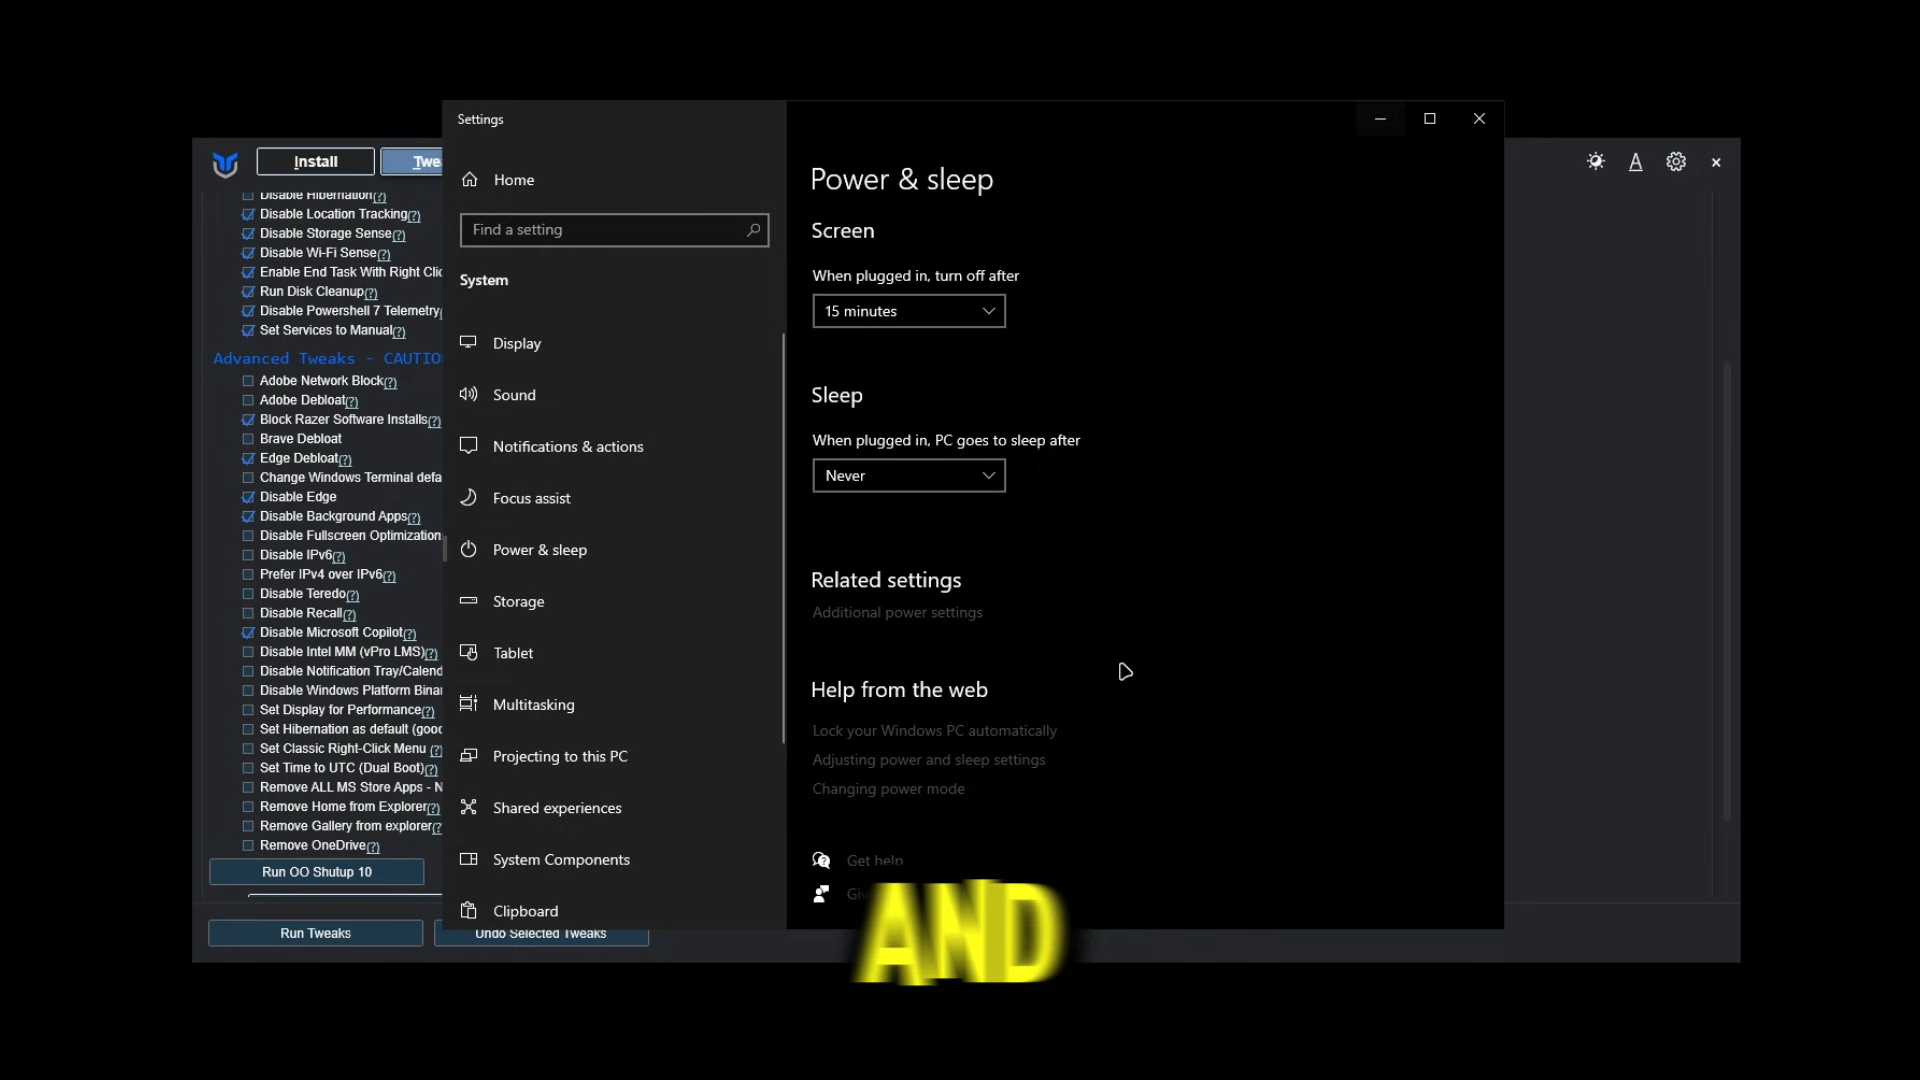 Install
Twe
Disable Hibernation(?)
Disable Location Tracking(?)
Disable Storage Sense(?)
Disable Wi-Fi Sense(?)
Enable End Task With Right Clic
Run Disk Cleanup(?)
Disable Powershell 7 Telemetry
Set Services to Manual(?)
Advanced Tweaks - CAUTIO
Adobe Network Block(?)
Adobe Debloat(?)
Block Razer Software Installs(?)
Brave Debloat
Edge Debloat(?)
Change Windows Terminal defa
Disable Edge
Disable Background Apps(?)
Disable Fullscreen Optimization
Disable IPv6(?)
Prefer IPv4 over IPv6(?)
Disable Teredo(?)
Disable Recall(?)
Disable Microsoft Copilot(?)
Disable Intel MM (vPro LMS)(?)
Disable Notification Tray/Calend
Disable Windows Platform Binar
Set Display for Performance(?)
Set Hibernation as default (good
Set Classic Right-Click Menu (?)
Set Time to UTC (Dual Boot)(?)
Remove ALL MS Store Apps - N
Remove Home from Explorer(?)
Remove Gallery from explorer(?
Remove OneDrive(?)
Run OO Shutup 10
Run Tweaks
Undo Selected Tweaks
Settings
Home
Find a setting
System
Display
Sound
Notifications & actions
Focus assist
Power & sleep
Storage
Tablet
Multitasking
Projecting to this PC
Shared experiences
System Components
Clipboard
Power & sleep
Screen
When plugged in, turn off after
15 minutes
Sleep
When plugged in, PC goes to sleep after
Never
Related settings
Additional power settings
Help from the web
Lock your Windows PC automatically
Adjusting power and sleep settings
Changing power mode
Get help
Giv
AND